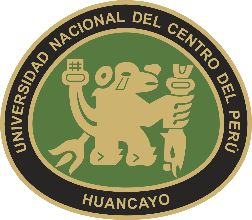 UNIVERSIDAD NACIONAL DEL CENTRO DEL PERÚ
HUANCAYO